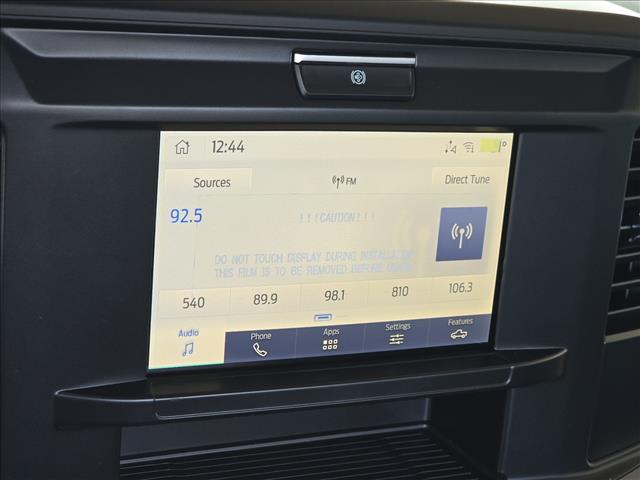 12:44
Sources
FM
Direct Tune
92.5
!!!CAUTION!!!
DO NOT TOUCH DISPLAY DURING INSTALLATION
THIS FILM IS TO BE REMOVED BEFORE
540 89.9 98.1 810 106.3
Audio Phone Apps Settings Features